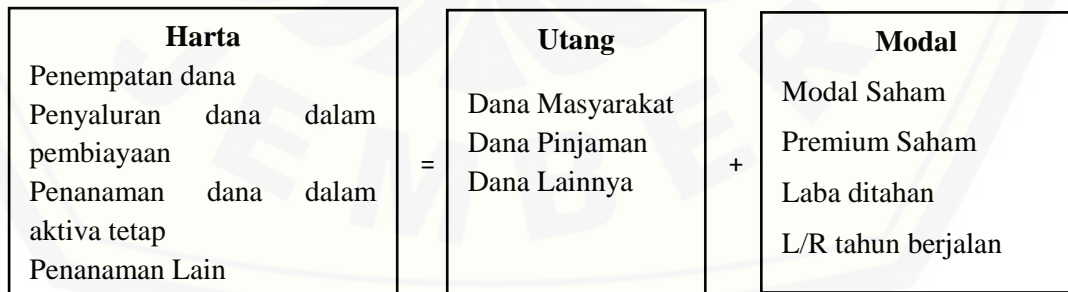 Harta
Penempatan dana
Penyaluran dana dalam
pembiayaan
Penanaman dana dalam
aktiva tetap
Penanaman Lain
=
Utang
Dana Masyarakat
Dana Pinjaman
Dana Lainnya
+
Modal
Modal Saham
Premium Saham
Laba ditahan
L/R tahun berjalan
JEMBER